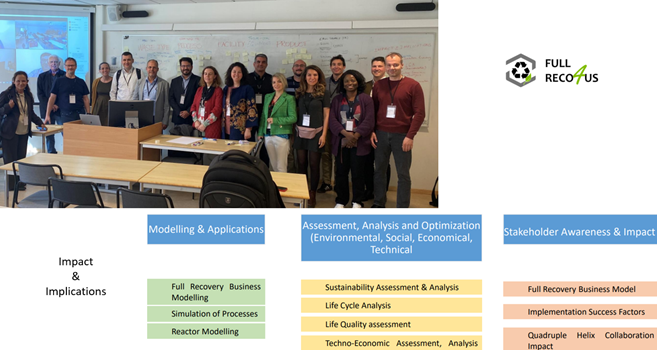 FULL
RECO4US
Modelling & Applications
Assessment, Analysis and Optimization
(Environmental, Social, Economical,
Technical
Stakeholder Awareness & Impact
Impact
&
Implications
Full Recovery Business
Modelling
Simulation of Processes
Reactor Modelling
Sustainability Assessment & Analysis
Life Cycle Analysis
Life Quality assessment
Techno-Economic Assessment, Analysis
Full Recovery Business Model
Implementation Success Factors
Quadruple Helix Collaboration
Impact